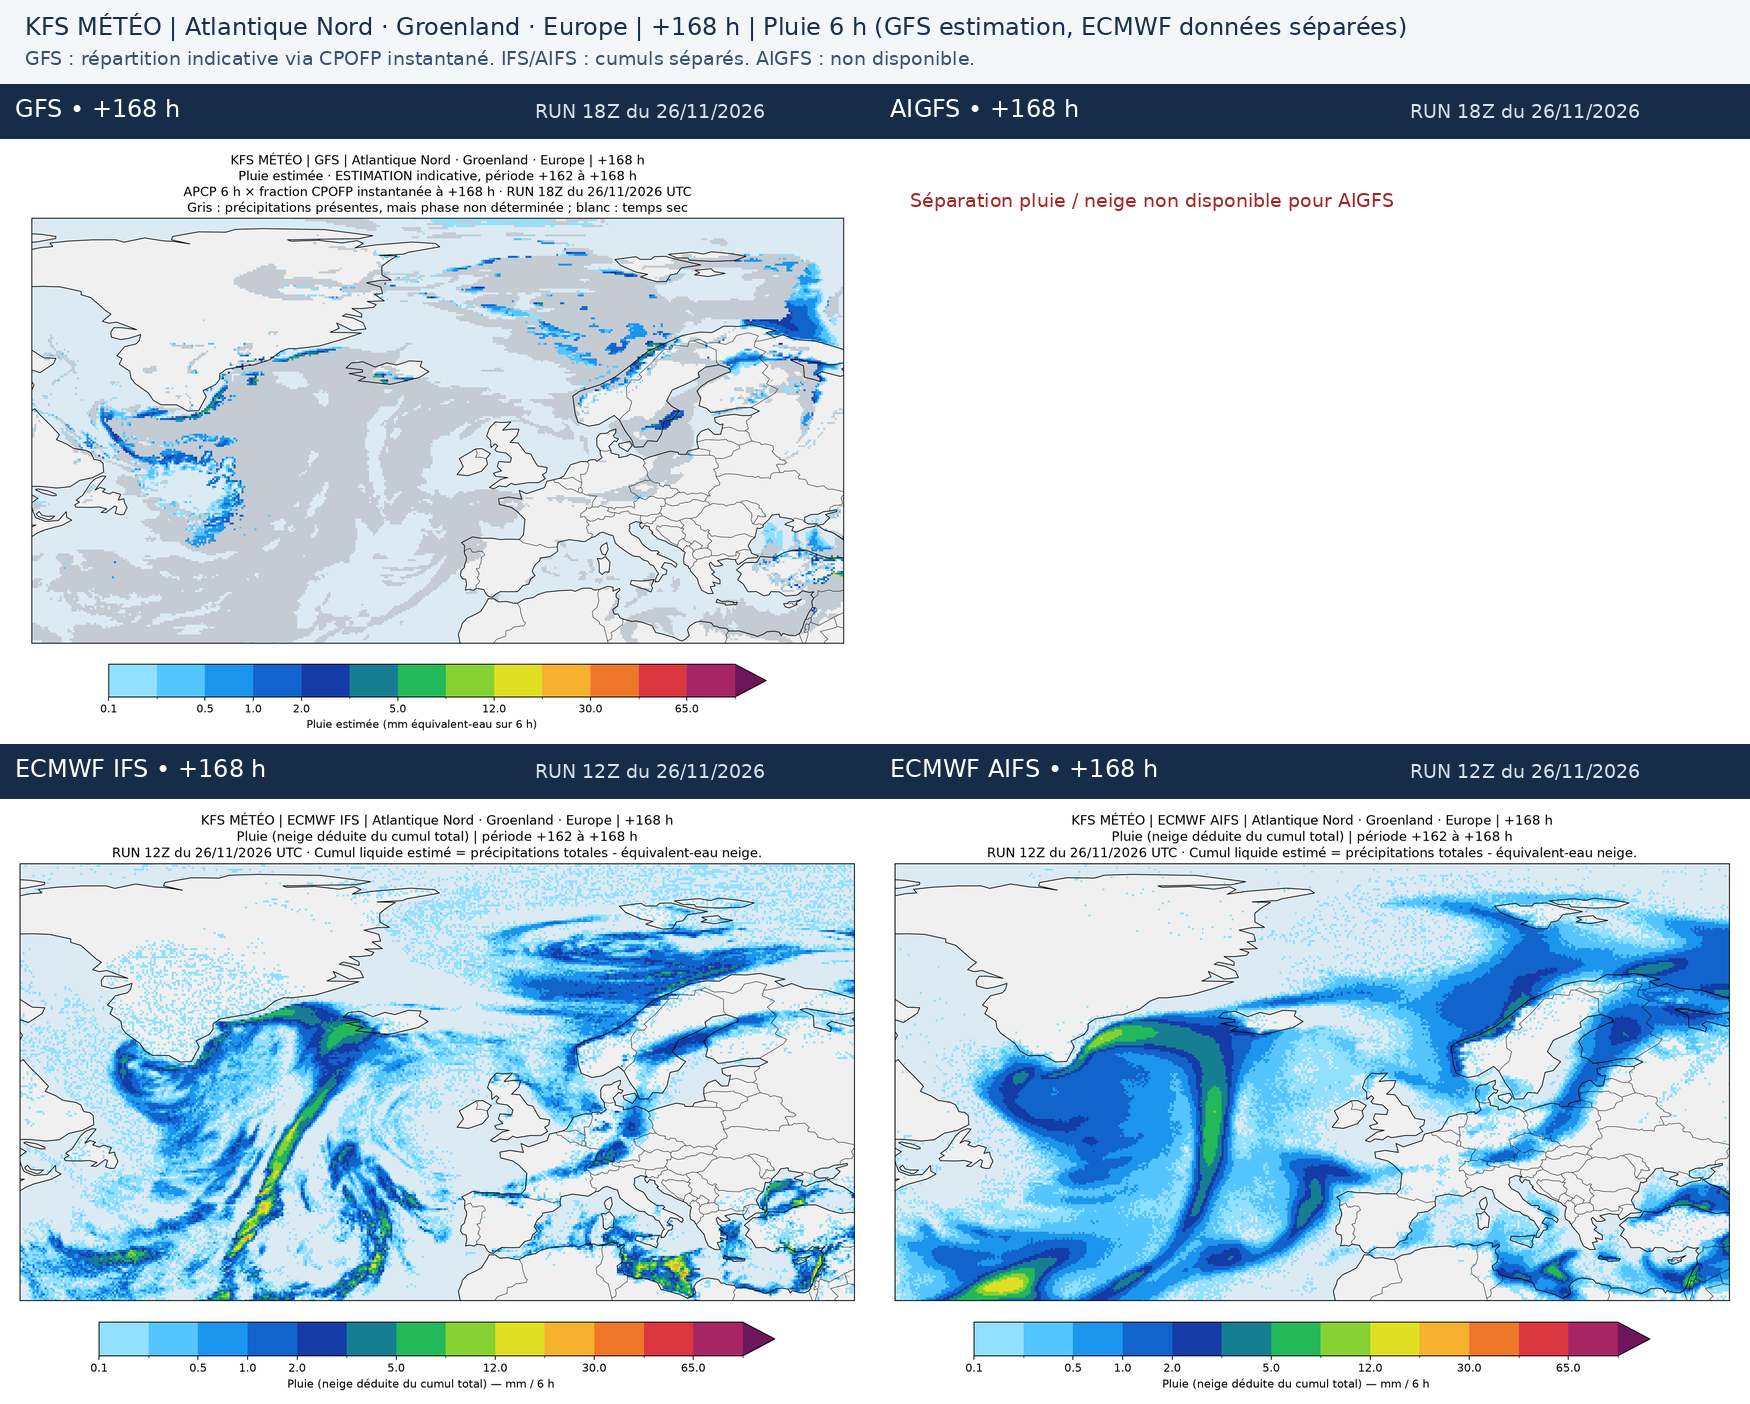 KFS MÉTÉO | Atlantique Nord · Groenland · Europe | +168 h | Pluie 6 h (GFS estimation, ECMWF données séparées)
GFS : répartition indicative via CPOFP instantané. IFS/AIFS : cumuls séparés. AIGFS : non disponible.
GFS • +168 h
RUN 18Z du 26/11/2026
AIGFS • +168 h
RUN 18Z du 26/11/2026
KFS MÉTÉO | GFS | Atlantique Nord · Groenland · Europe | +168 h
Pluie estimée · ESTIMATION indicative, période +162 à +168 h
APCP 6 h × fraction CPOFP instantanée à +168 h · RUN 18Z du 26/11/2026 UTC
Gris : précipitations présentes, mais phase non déterminée ; blanc : temps sec
Séparation pluie / neige non disponible pour AIGFS
0.1 0.5 1.0 2.0 5.0 12.0 30.0 65.0
Pluie estimée (mm équivalent-eau sur 6 h)
ECMWF IFS • +168 h
RUN 12Z du 26/11/2026
ECMWF AIFS • +168 h
RUN 12Z du 26/11/2026
KFS MÉTÉO | ECMWF IFS | Atlantique Nord · Groenland · Europe | +168 h
Pluie (neige déduite du cumul total) | période +162 à +168 h
RUN 12Z du 26/11/2026 UTC · Cumul liquide estimé = précipitations totales - équivalent-eau neige.
KFS MÉTÉO | ECMWF AIFS | Atlantique Nord · Groenland · Europe | +168 h
Pluie (neige déduite du cumul total) | période +162 à +168 h
RUN 12Z du 26/11/2026 UTC · Cumul liquide estimé = précipitations totales - équivalent-eau neige.
0.1 0.5 1.0 2.0 5.0 12.0 30.0 65.0
Pluie (neige déduite du cumul total) — mm / 6 h
0.1 0.5 1.0 2.0 5.0 12.0 30.0 65.0
Pluie (neige déduite du cumul total) — mm / 6 h